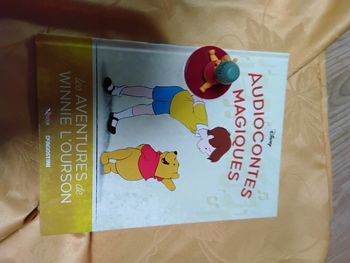 Disney
AUDIOCONTES
MAGIQUES
Les AVENTURES de
WINNIE L'OURSON
DeAGOSTINI